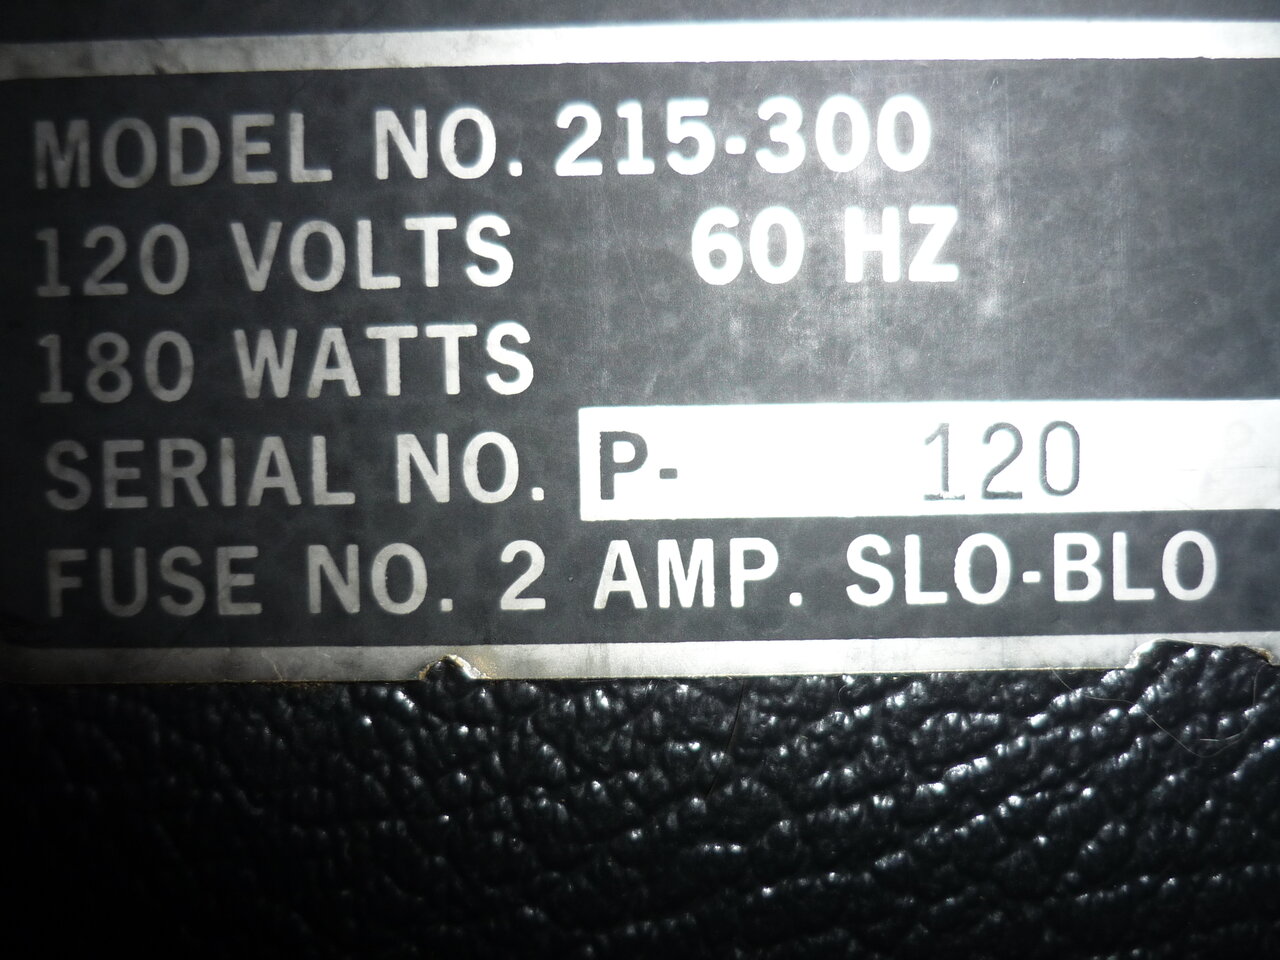 MODEL NO. 215-300
120 VOLTS 60 HZ
180 WATTS
SERIAL NO. P- 120
FUSE NO. 2 AMP. SLO-BLO